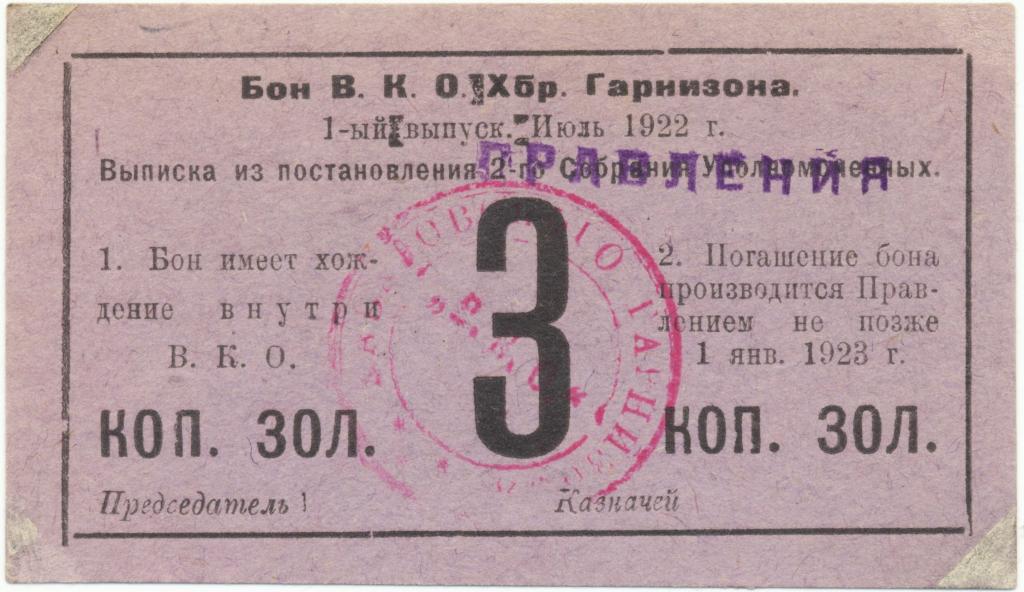 Бон В. К. О. Хбр. Гарнизона.
1-ый выпуск. Июль 1922 г.
ПРАВЛЕНИЯ
Выписка из постановления 2-го Собрания Уполномоченных.
1. Бон имеет хож-
дение внутри
В. К. О.
3
2. Погашение бона
производится Прав-
лением не позже
1 янв. 1923 г.
КОП. ЗОЛ.
КОП. ЗОЛ.
Председатель
Казначей
ГАРНИЗО